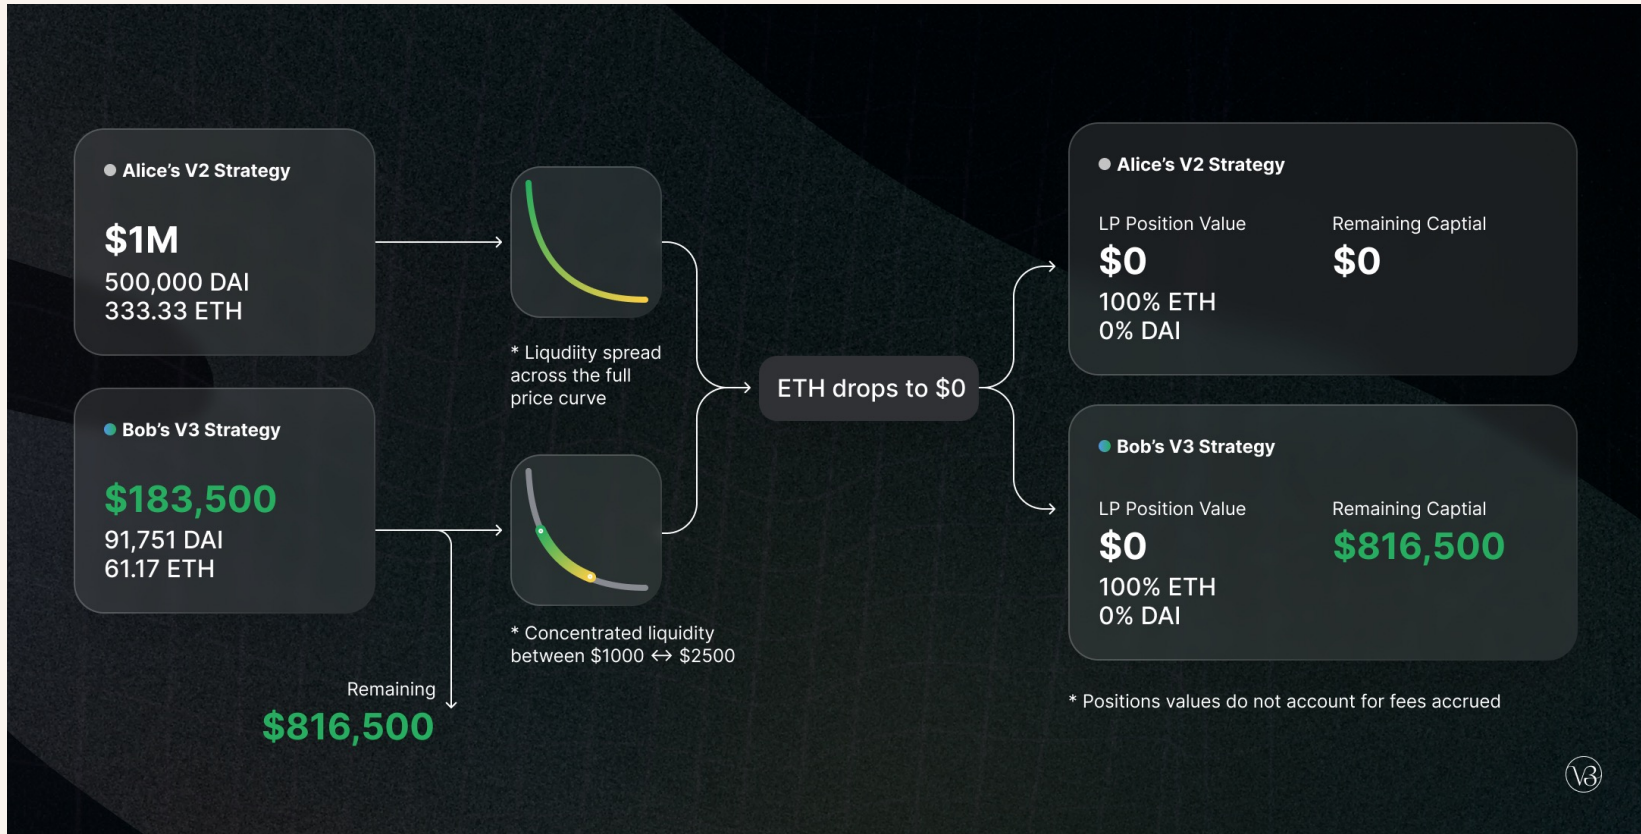 Alice’s V2 Strategy
$1M
500,000 DAI
333.33 ETH
* Liqudiity spread
across the full
price curve
Bob’s V3 Strategy
$183,500
91,751 DAI
61.17 ETH
Remaining
$816,500
* Concentrated liquidity
between $1000 ↔ $2500
ETH drops to $0
Alice’s V2 Strategy
LP Position Value
$0
100% ETH
0% DAI
Remaining Captial
$0
Bob’s V3 Strategy
LP Position Value
$0
100% ETH
0% DAI
Remaining Captial
$816,500
* Positions values do not account for fees accrued
V3